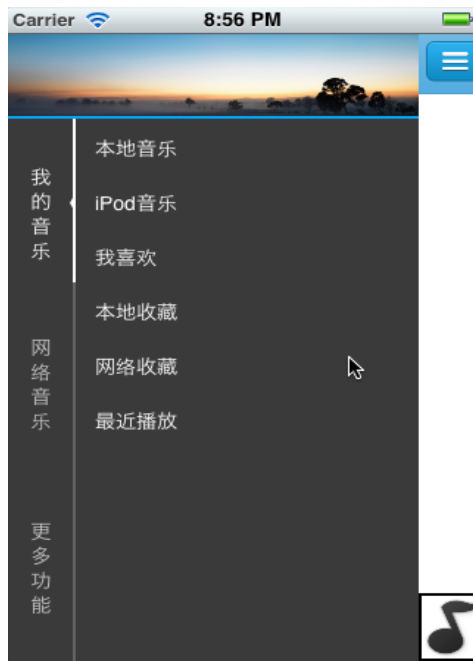 Carrier 8:56 PM
我的音乐
本地音乐
iPod音乐
我喜欢
本地收藏
网络收藏
最近播放
网络音乐
更多功能